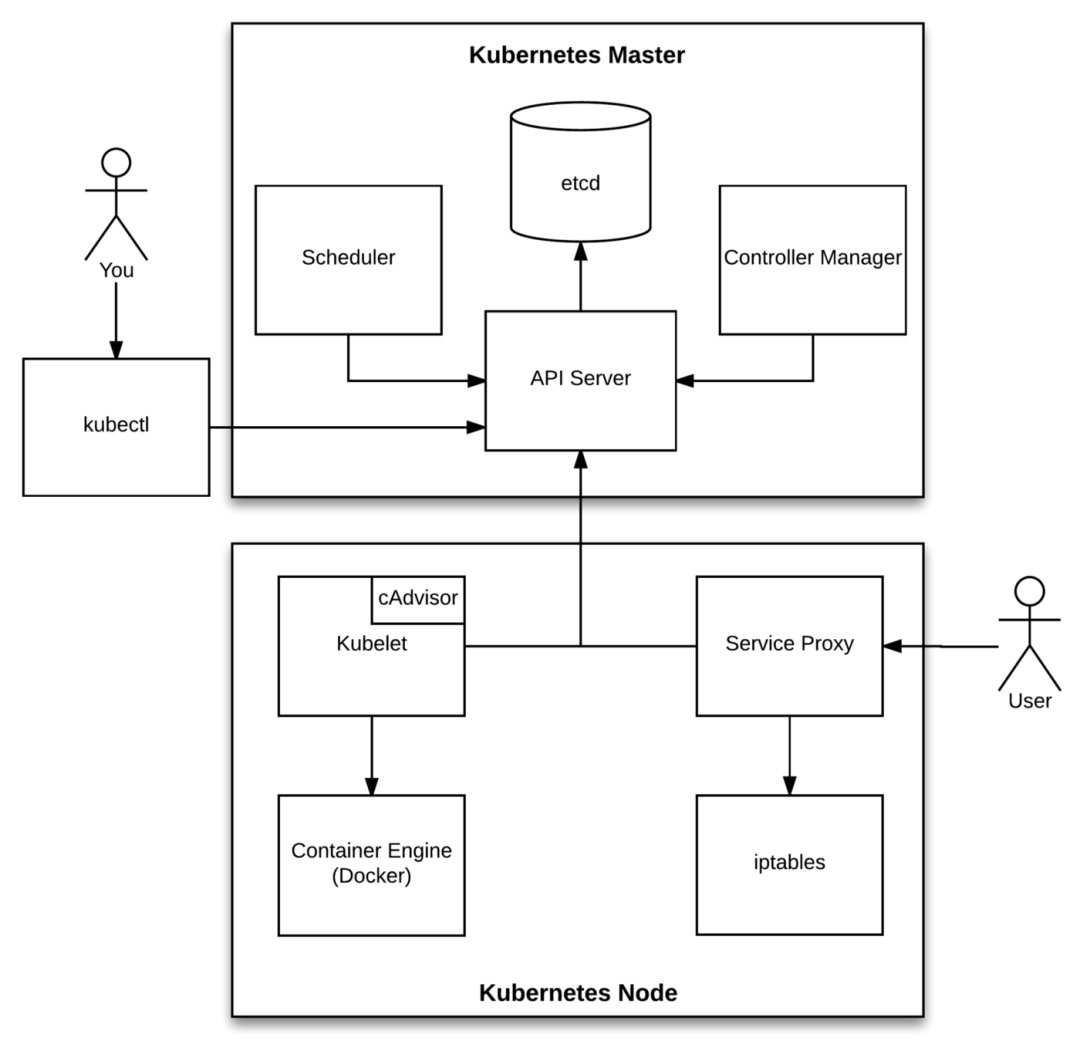 Kubernetes Master
etcd
Scheduler
Controller Manager
You
API Server
kubectl
cAdvisor
Kubelet
Service Proxy
User
Container Engine
(Docker)
iptables
Kubernetes Node